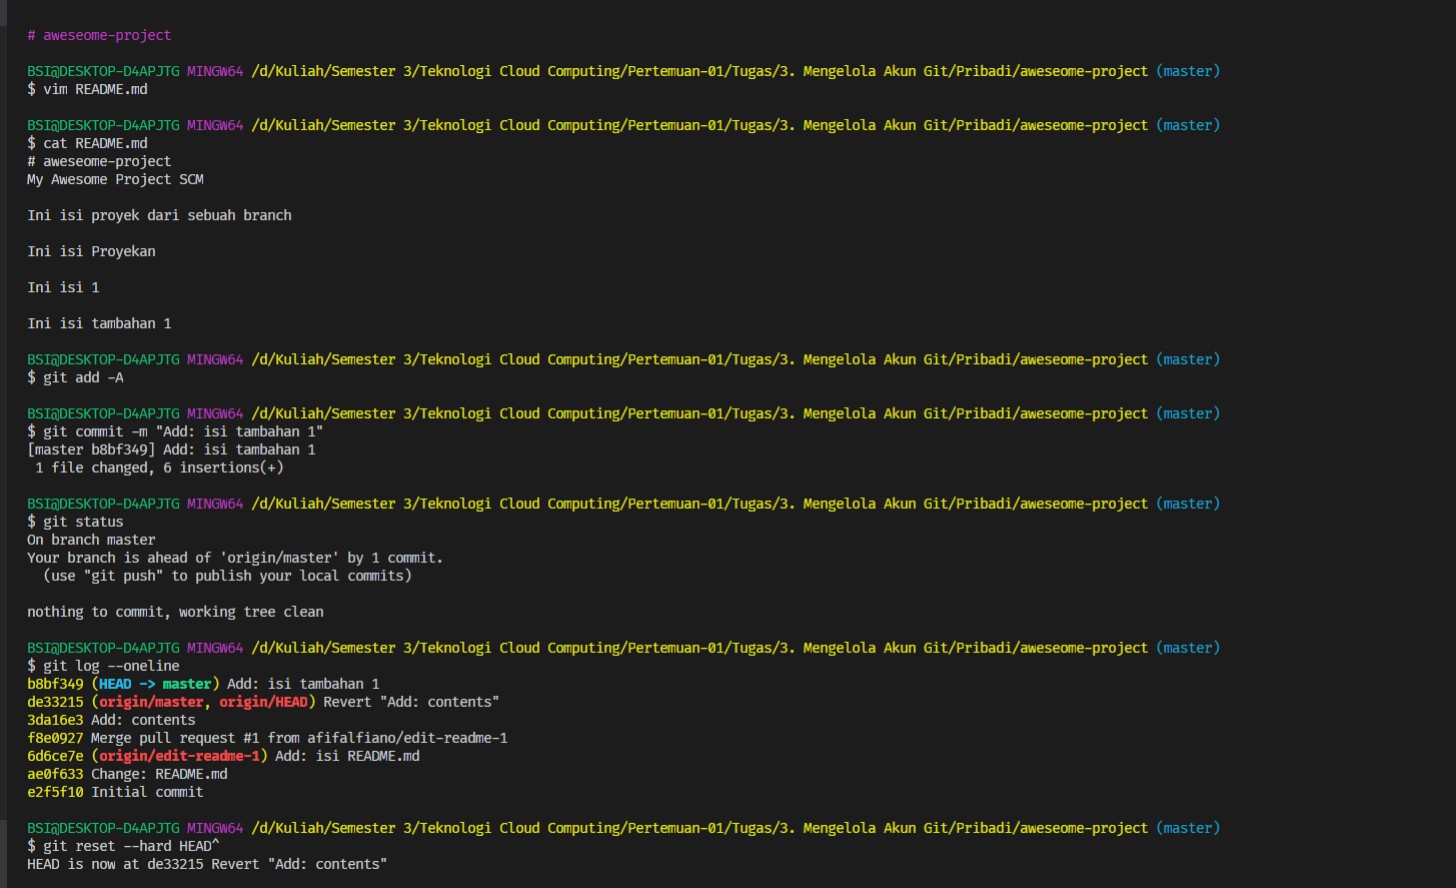 # aweseome-project
BSI@DESKTOP-D4APJTG MINGW64 /d/Kuliah/Semester 3/Teknologi Cloud Computing/Pertemuan-01/Tugas/3. Mengelola Akun Git/Pribadi/aweseome-project (master)
$ vim README.md
BSI@DESKTOP-D4APJTG MINGW64 /d/Kuliah/Semester 3/Teknologi Cloud Computing/Pertemuan-01/Tugas/3. Mengelola Akun Git/Pribadi/aweseome-project (master)
$ cat README.md
# aweseome-project
My Awesome Project SCM
Ini isi proyek dari sebuah branch
Ini isi Proyekan
Ini isi 1
Ini isi tambahan 1
BSI@DESKTOP-D4APJTG MINGW64 /d/Kuliah/Semester 3/Teknologi Cloud Computing/Pertemuan-01/Tugas/3. Mengelola Akun Git/Pribadi/aweseome-project (master)
$ git add -A
BSI@DESKTOP-D4APJTG MINGW64 /d/Kuliah/Semester 3/Teknologi Cloud Computing/Pertemuan-01/Tugas/3. Mengelola Akun Git/Pribadi/aweseome-project (master)
$ git commit -m "Add: isi tambahan 1"
[master b8bf349] Add: isi tambahan 1
 1 file changed, 6 insertions(+)
BSI@DESKTOP-D4APJTG MINGW64 /d/Kuliah/Semester 3/Teknologi Cloud Computing/Pertemuan-01/Tugas/3. Mengelola Akun Git/Pribadi/aweseome-project (master)
$ git status
On branch master
Your branch is ahead of 'origin/master' by 1 commit.
  (use "git push" to publish your local commits)
nothing to commit, working tree clean
BSI@DESKTOP-D4APJTG MINGW64 /d/Kuliah/Semester 3/Teknologi Cloud Computing/Pertemuan-01/Tugas/3. Mengelola Akun Git/Pribadi/aweseome-project (master)
$ git log --oneline
b8bf349 (HEAD -> master) Add: isi tambahan 1
de33215 (origin/master, origin/HEAD) Revert "Add: contents"
3da16e3 Add: contents
f8e0927 Merge pull request #1 from afifalfiano/edit-readme-1
6d6ce7e (origin/edit-readme-1) Add: isi README.md
ae0f633 Change: README.md
e2f5f10 Initial commit
BSI@DESKTOP-D4APJTG MINGW64 /d/Kuliah/Semester 3/Teknologi Cloud Computing/Pertemuan-01/Tugas/3. Mengelola Akun Git/Pribadi/aweseome-project (master)
$ git reset --hard HEAD^
HEAD is now at de33215 Revert "Add: contents"